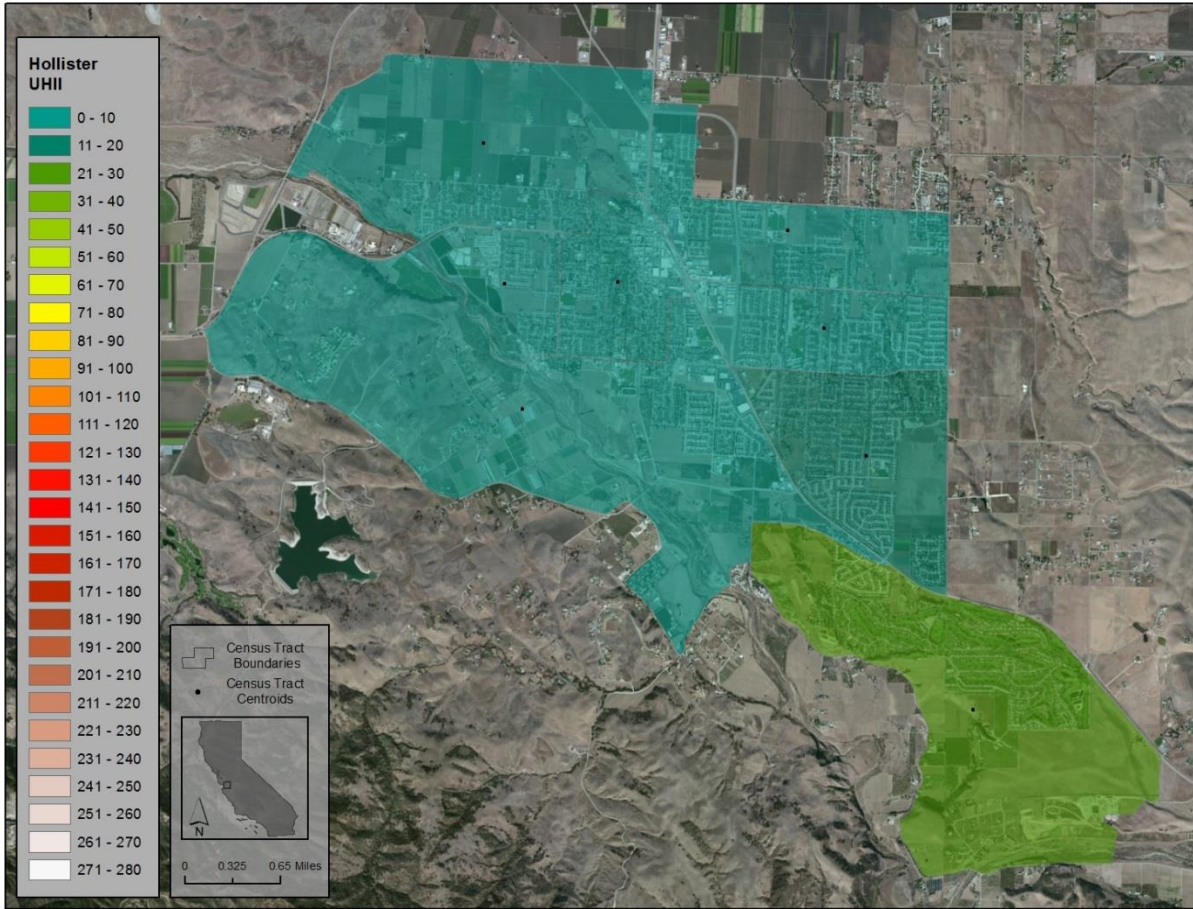 Hollister
UHII
0 - 10
11 - 20
21 - 30
31 - 40
41 - 50
51 - 60
61 - 70
71 - 80
81 - 90
91 - 100
101 - 110
111 - 120
121 - 130
131 - 140
141 - 150
151 - 160
161 - 170
171 - 180
181 - 190
191 - 200
201 - 210
211 - 220
221 - 230
231 - 240
241 - 250
251 - 260
261 - 270
271 - 280
Census Tract
Boundaries
Census Tract
Centroids
N
0 0.325 0.65 Miles